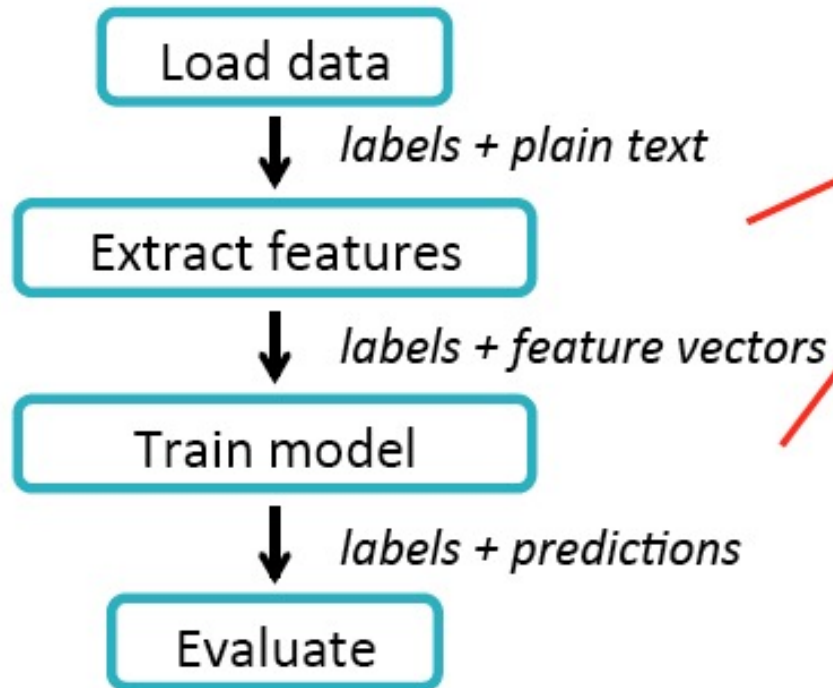 Load data
labels + plain text
Extract features
labels + feature vectors
Train model
labels + predictions
Evaluate